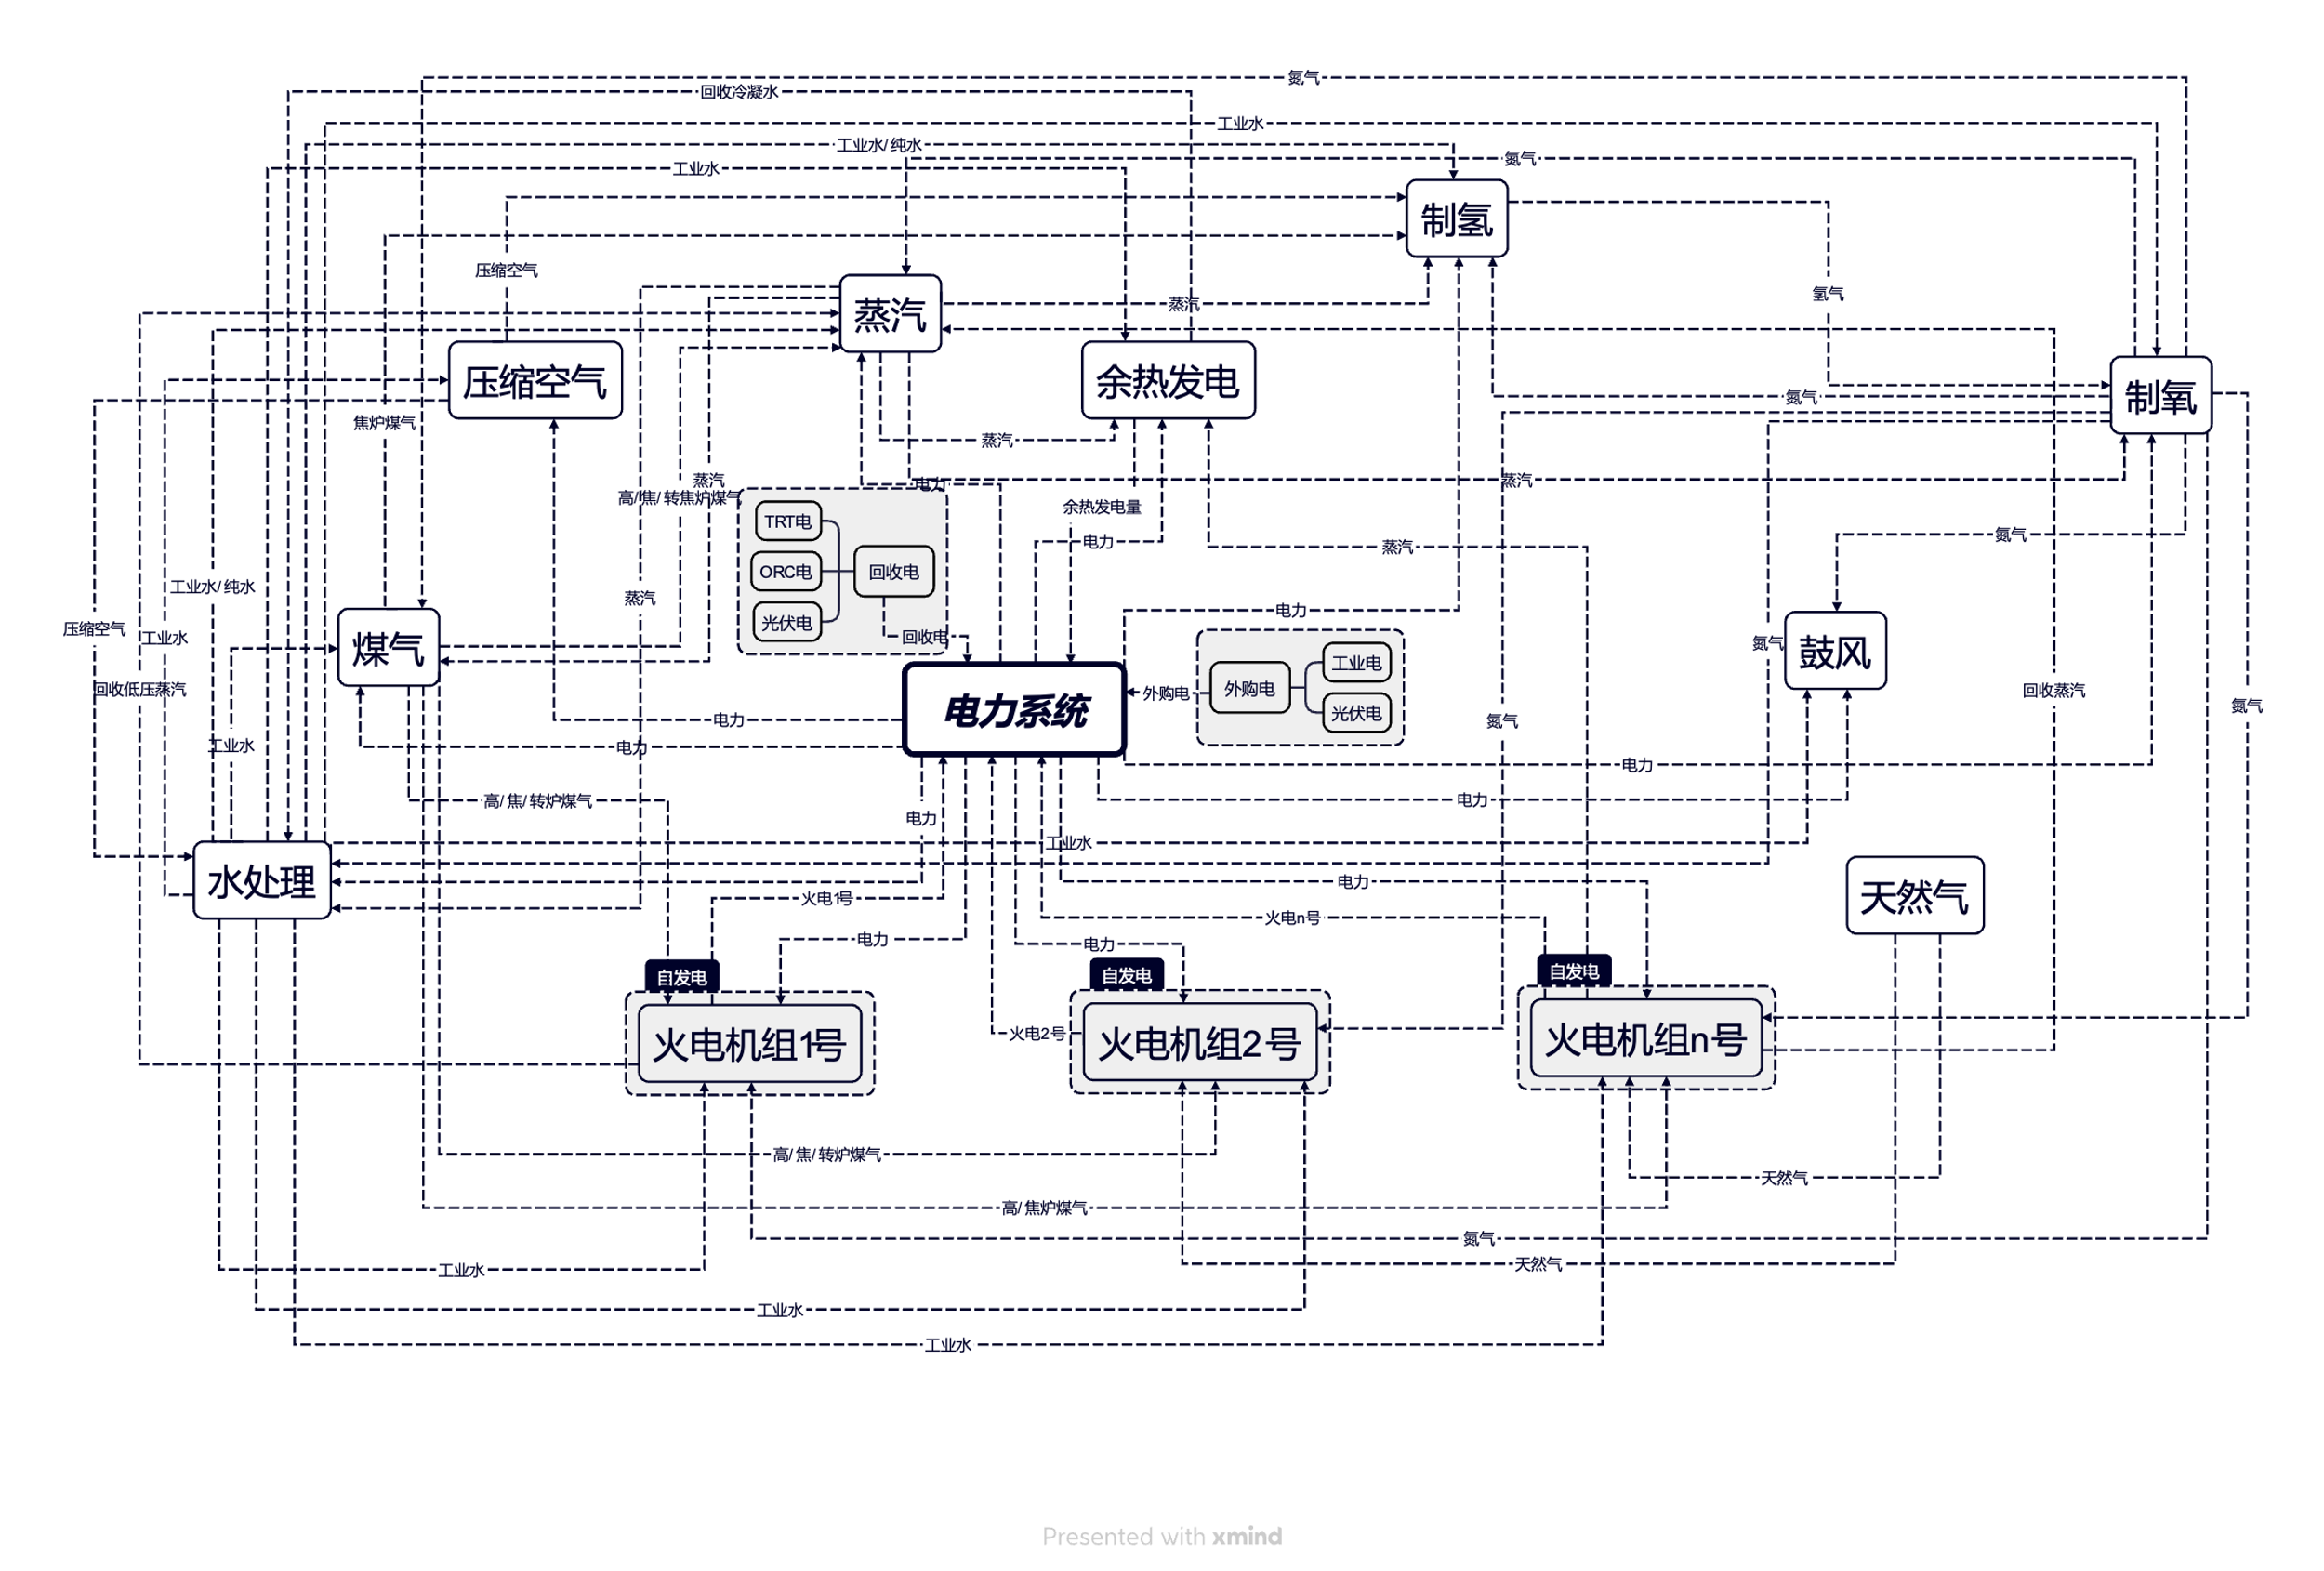 氮气
回收冷凝水
工业水
工业水/ 纯水
氮气
工业水
制氢
压缩空气
氢气
蒸汽
蒸汽
压缩空气
余热发电
制氧
氮气
焦炉煤气
蒸汽
蒸汽
电力
蒸汽
高/ 焦/ 转焦炉煤气
余热发电量
TRT电
电力
蒸汽
氮气
ORC电
回收电
工业水/ 纯水
蒸汽
电力
光伏电
压缩空气
工业水
回收电
煤气
氮气
鼓风
工业电
回收低压蒸汽
外购电
外购电
回收蒸汽
氮气
电力系统
光伏电
电力
氮气
工业水
电力
电力
高/ 焦/ 转炉煤气
电力
电力
工业水
水处理
电力
天然气
火电1号
火电n号
电力
电力
自发电
自发电
自发电
火电2号
火电机组1号
火电机组2号
火电机组n号
高/ 焦/ 转炉煤气
天然气
高/ 焦炉煤气
氮气
天然气
工业水
工业水
工业水
Presented with xmind